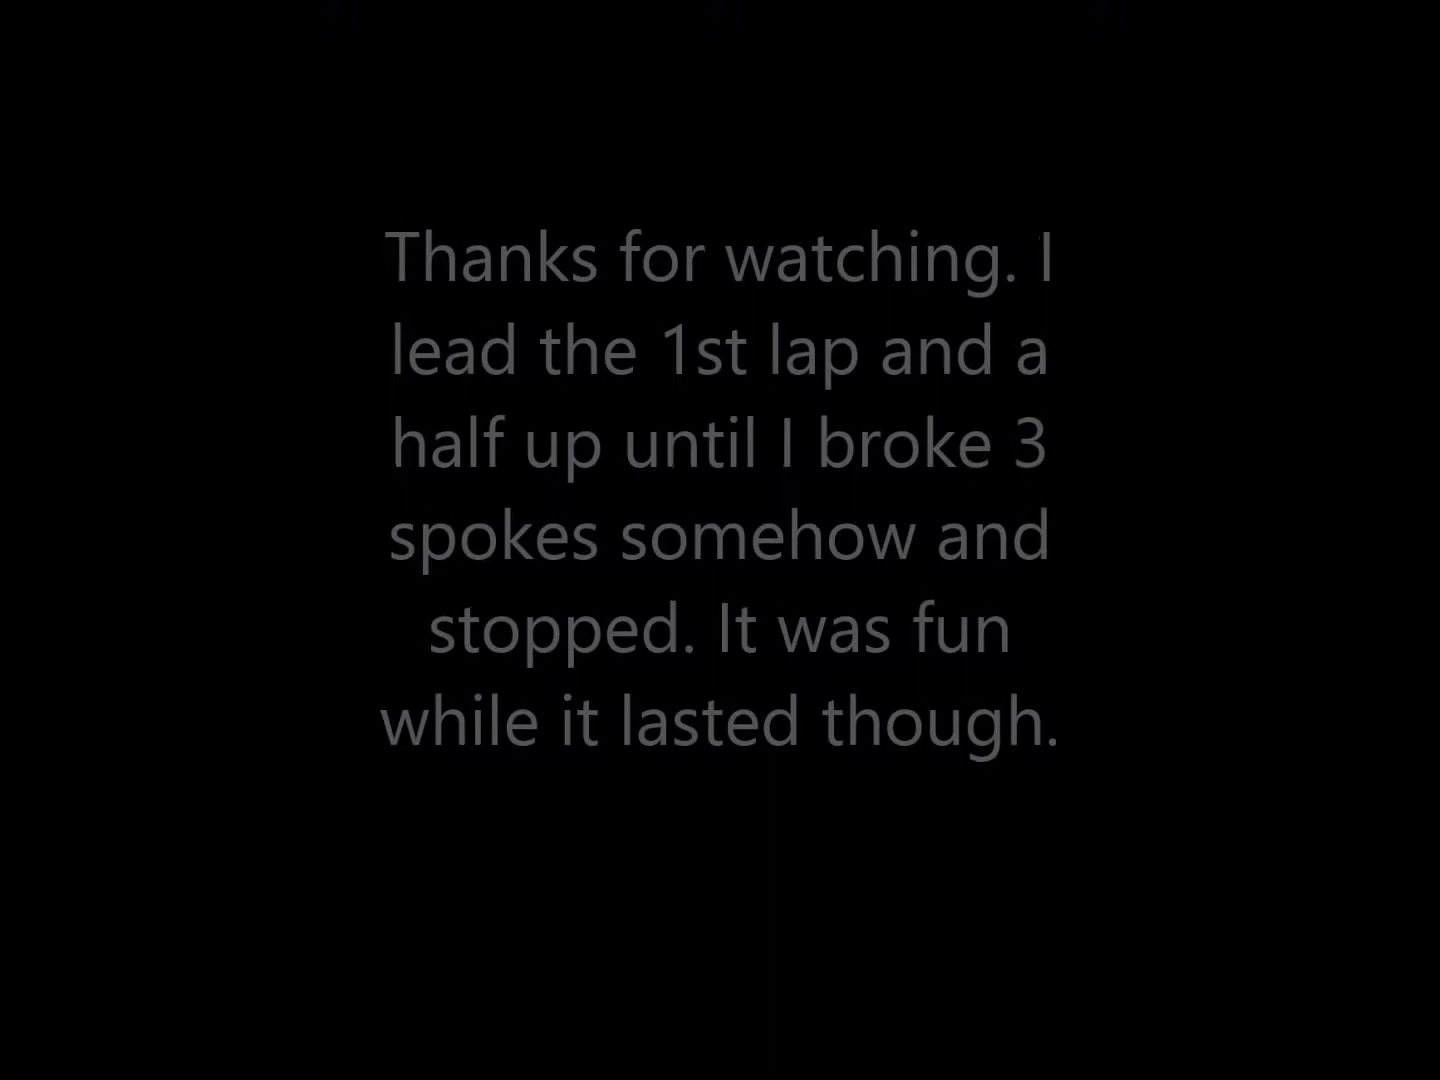 Thanks for watching. I
lead the 1st lap and a
half up until I broke 3
spokes somehow and
stopped. It was fun
while it lasted though.